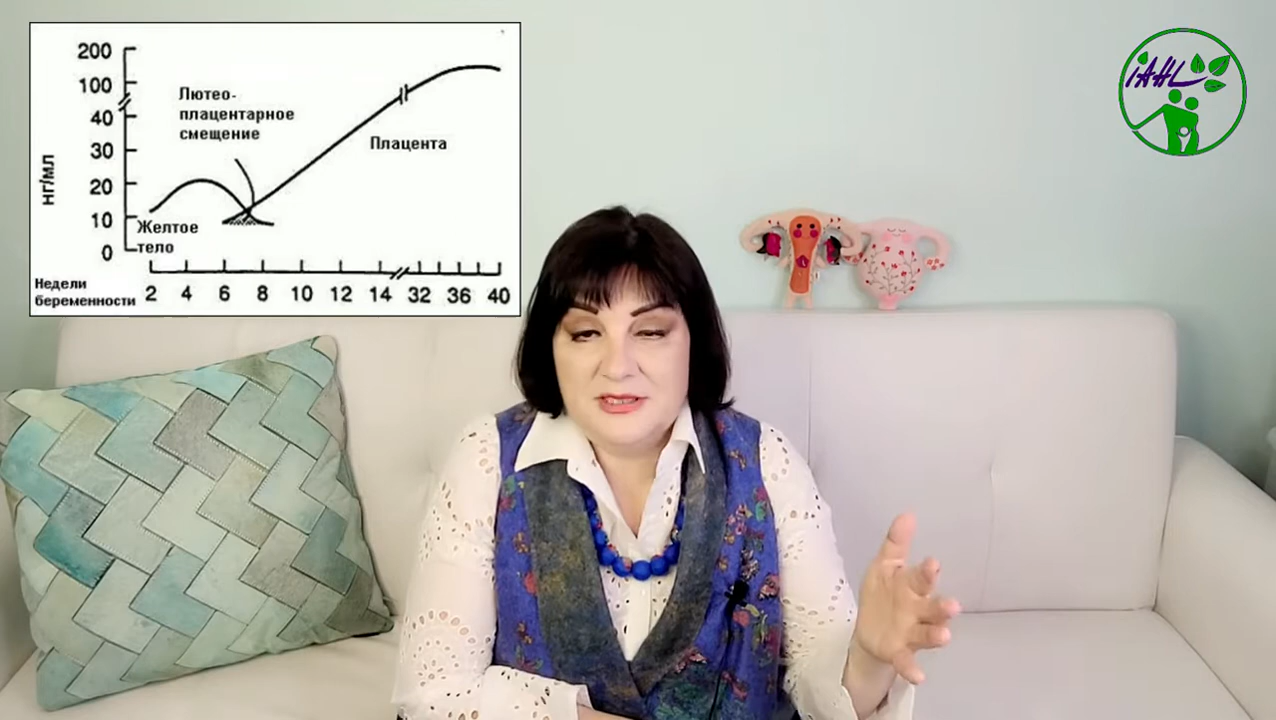 200
100
40
30
20
10
0
нг/мл
Лютео-
плацентарное
смещение
Плацента
Желтое
тело
Недели
беременности
2 4 6 8 10 12 14 32 36 40
IAHL